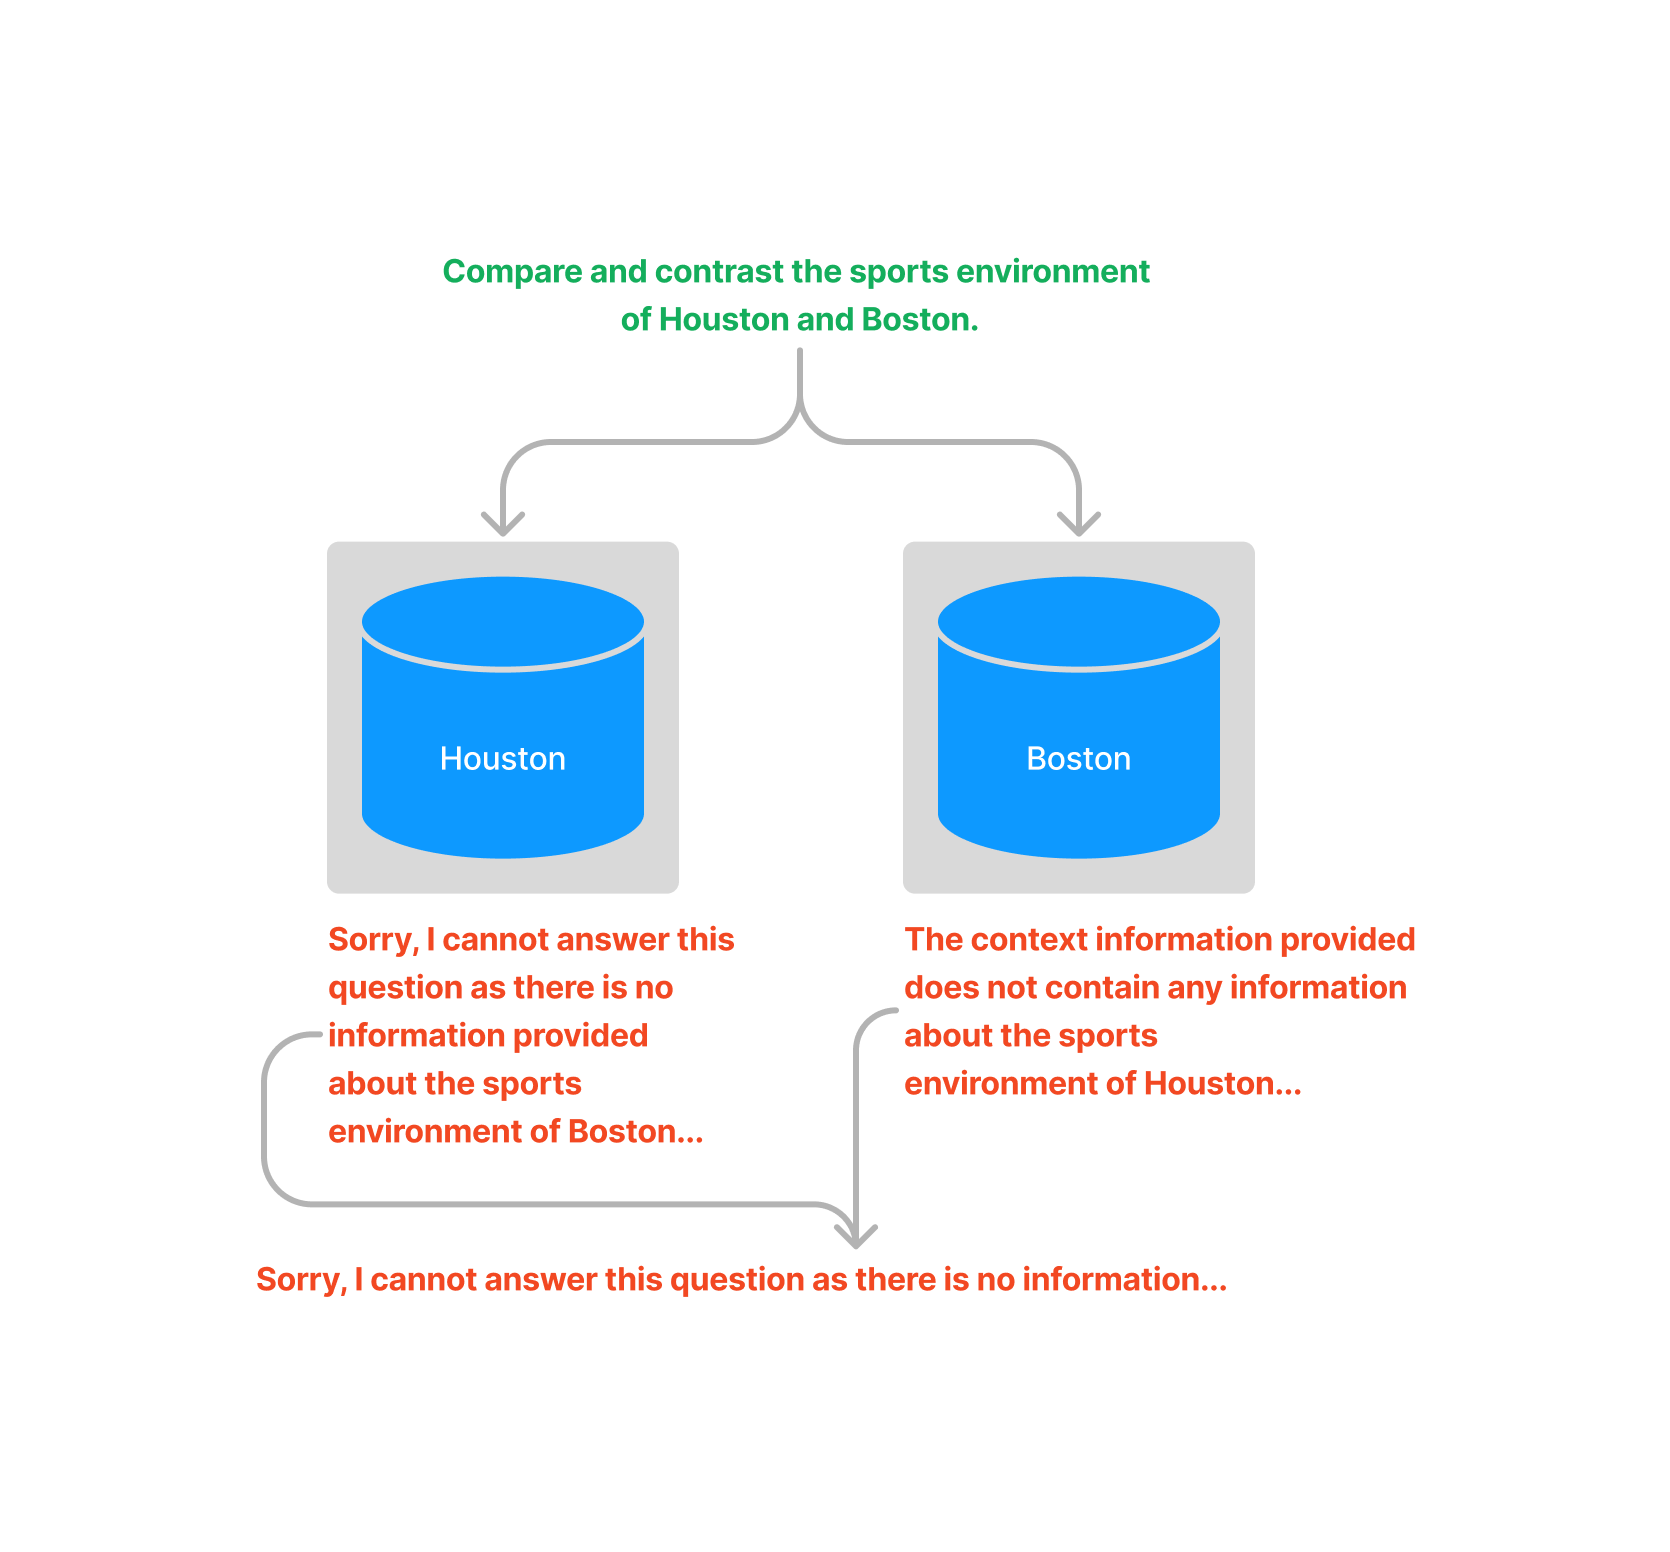 Compare and contrast the sports environment
of Houston and Boston.
Houston
Boston
Sorry, I cannot answer this
question as there is no
information provided
about the sports
environment of Boston...
The context information provided
does not contain any information
about the sports
environment of Houston...
Sorry, I cannot answer this question as there is no information...